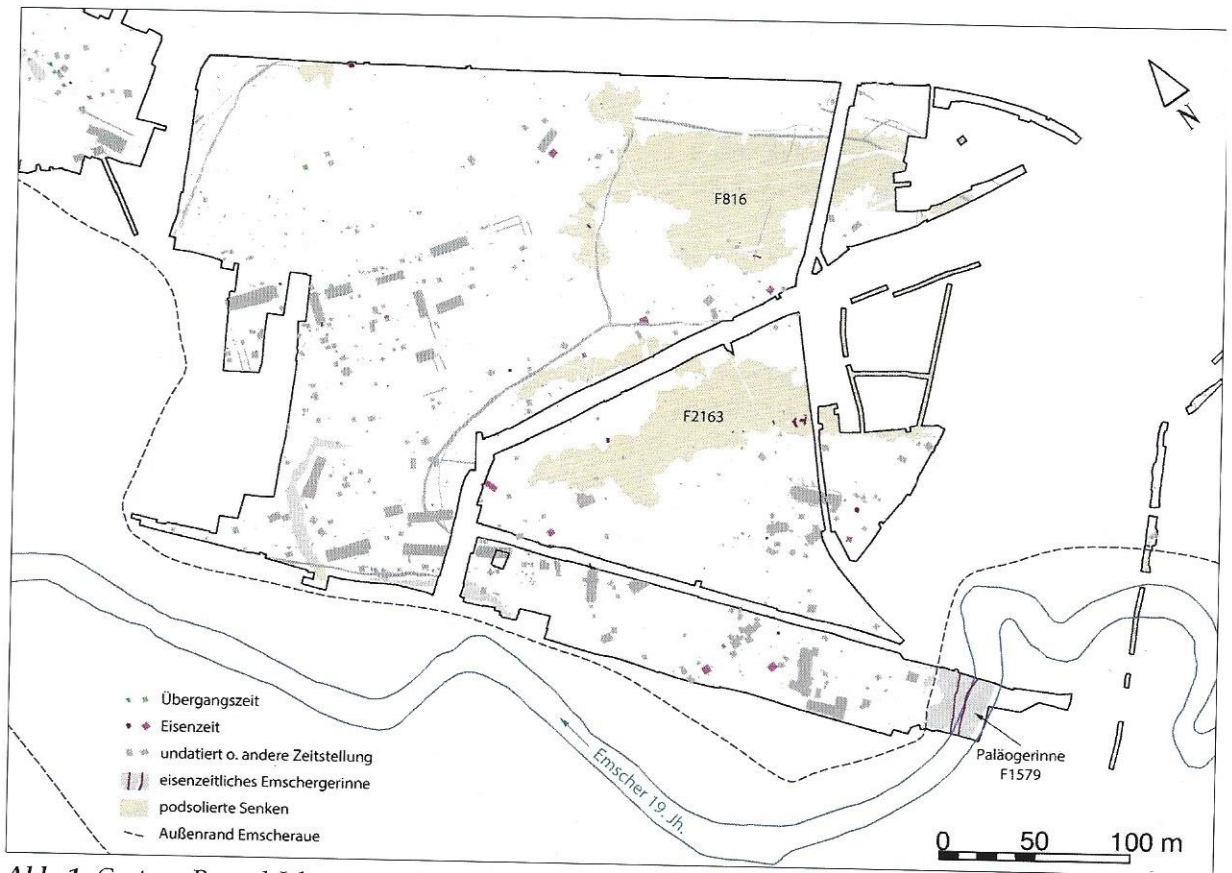 N
F816
F2163
Übergangszeit
Eisenzeit
undatiert o. andere Zeitstellung
eisenzeitliches Emschergerinne
podsolierte Senken
Außenrand Emscheraue
Emscher 19. Jh.
Paläogerinne
F1579
0 50 100 m
Abb. 1